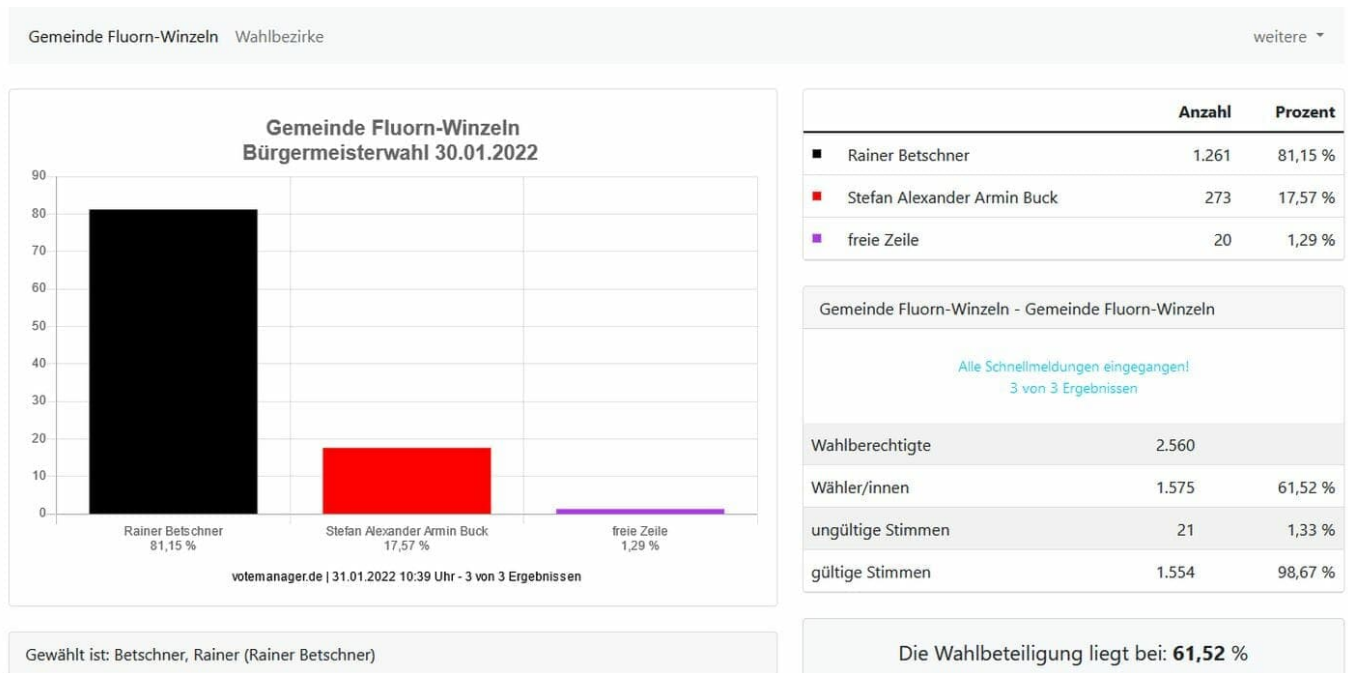 Gemeinde Fluorn-Winzeln Wahlbezirke weitere
Gemeinde Fluorn-Winzeln
Bürgermeisterwahl 30.01.2022
90
80
70
60
50
40
30
20
10
0
Rainer Betschner Stefan Alexander Armin Buck freie Zeile
81,15 % 17,57 % 1,29 %
votemanager.de | 31.01.2022 10:39 Uhr - 3 von 3 Ergebnissen
Gewählt ist: Betschner, Rainer (Rainer Betschner)
Anzahl Prozent
Rainer Betschner 1.261 81,15 %
Stefan Alexander Armin Buck 273 17,57 %
freie Zeile 20 1,29 %
Gemeinde Fluorn-Winzeln - Gemeinde Fluorn-Winzeln
Alle Schnellmeldungen eingegangen!
3 von 3 Ergebnissen
Wahlberechtigte 2.560
Wähler/innen 1.575 61,52 %
ungültige Stimmen 21 1,33 %
gültige Stimmen 1.554 98,67 %
Die Wahlbeteiligung liegt bei: 61,52 %